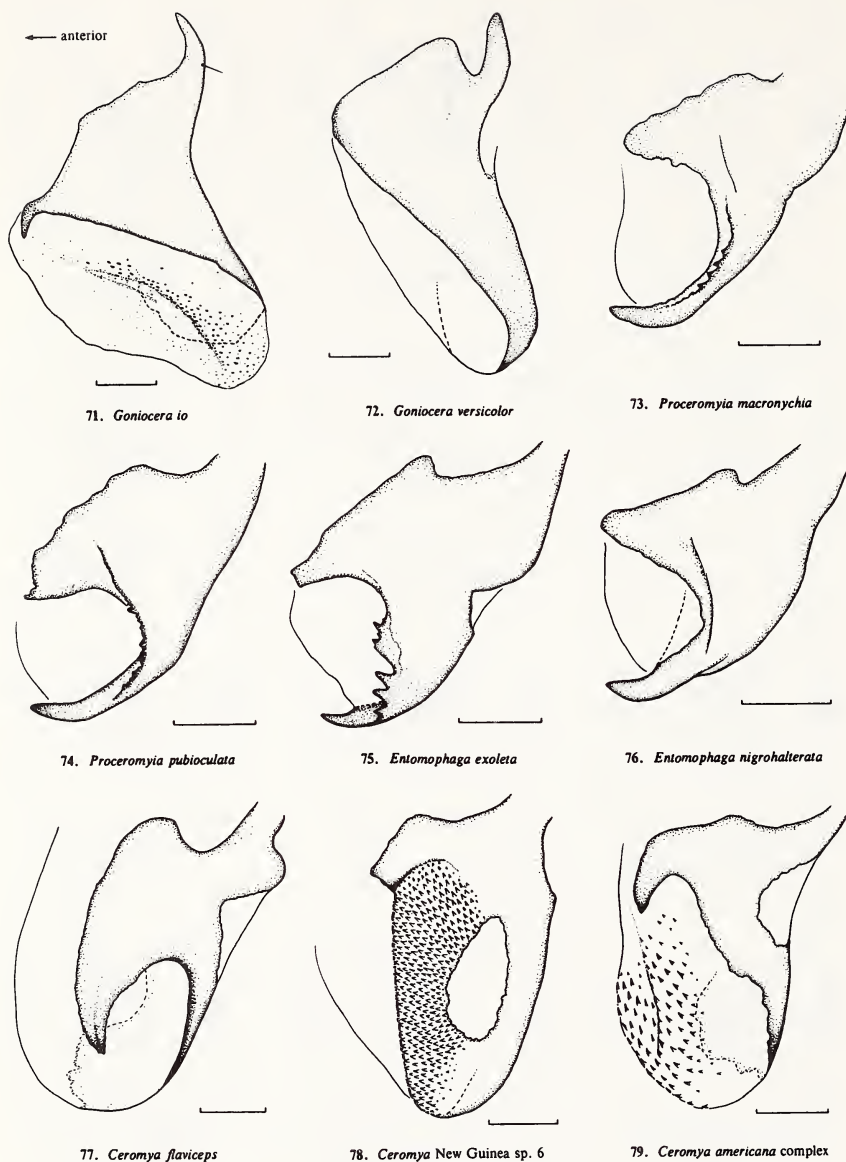 anterior
71. Goniocera io
72. Goniocera versicolor
73. Proceromyia macronychia
74. Proceromyia pubioculata
75. Entomophaga exoleta
76. Entomophaga nigrohalterata
77. Ceromya flaviceps
78. Ceromya New Guinea sp. 6
79. Ceromya americana complex